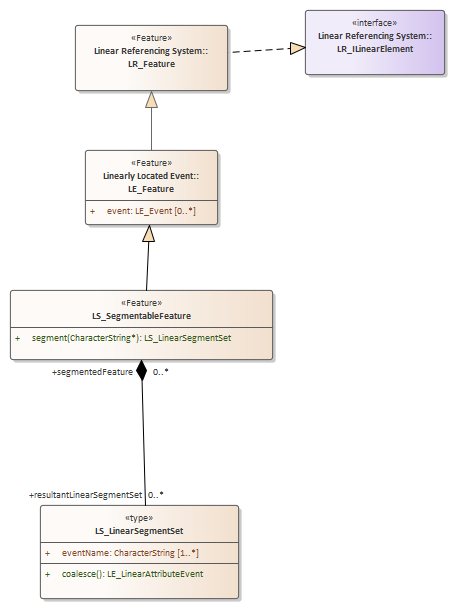 «Feature»
Linear Referencing System::
LR_Feature
«interface»
Linear Referencing System::
LR_ILinearElement
«Feature»
Linearly Located Event::
LE_Feature
+ event: LE_Event [0..*]
«Feature»
LS_SegmentableFeature
+ segment(CharacterString*): LS_LinearSegmentSet
+segmentedFeature 0..*
+resultantLinearSegmentSet 0..*
«type»
LS_LinearSegmentSet
+ eventName: CharacterString [1..*]
+ coalesce(): LE_LinearAttributeEvent